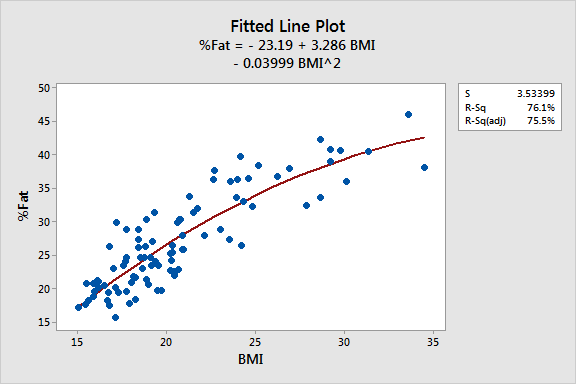 Fitted Line Plot
%Fat = - 23.19 + 3.286 BMI
- 0.03999 BMI^2
S 3.53399
R-Sq 76.1%
R-Sq(adj) 75.5%
%Fat
50
45
40
35
30
25
20
15
15 20 25 30 35
BMI